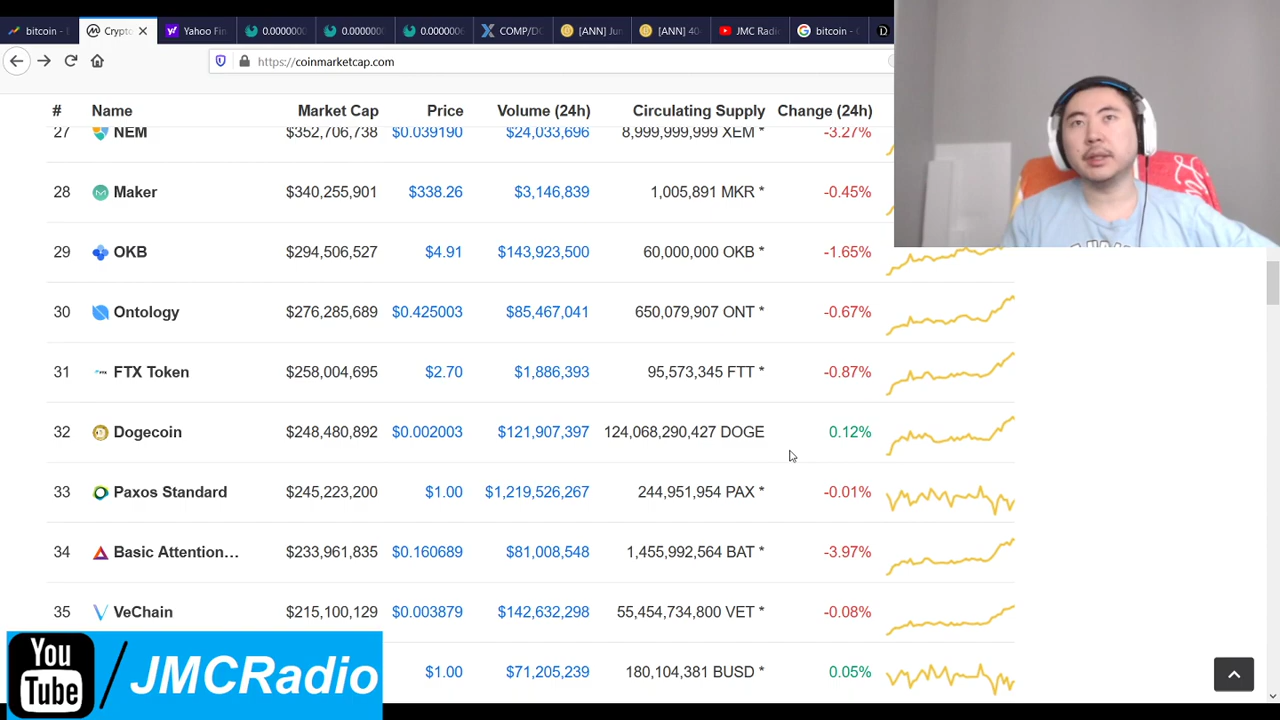 bitcoin -
Crypto
Yahoo Fin
0.0000000
0.0000000
0.0000006
COMP/DO
[ANN] Jun
[ANN] 40
JMC Radi
bitcoin -
D
https://coinmarketcap.com
# Name Market Cap Price Volume (24h) Circulating Supply Change (24h)
27 NEM $352,706,738 $0.039190 $24,033,696 8,999,999,999 XEM * -3.27%
28 Maker $340,255,901 $338.26 $3,146,839 1,005,891 MKR * -0.45%
29 OKB $294,506,527 $4.91 $143,923,500 60,000,000 OKB * -1.65%
30 Ontology $276,285,689 $0.425003 $85,467,041 650,079,907 ONT * -0.67%
31 FTX Token $258,004,695 $2.70 $1,886,393 95,573,345 FTT * -0.87%
32 Dogecoin $248,480,892 $0.002003 $121,907,397 124,068,290,427 DOGE 0.12%
33 Paxos Standard $245,223,200 $1.00 $1,219,526,267 244,951,954 PAX * -0.01%
34 Basic Attention... $233,961,835 $0.160689 $81,008,548 1,455,992,564 BAT * -3.97%
35 VeChain $215,100,129 $0.003879 $142,632,298 55,454,734,800 VET * -0.08%
$1.00 $71,205,239 180,104,381 BUSD * 0.05%
You
Tube
/JMCRadio